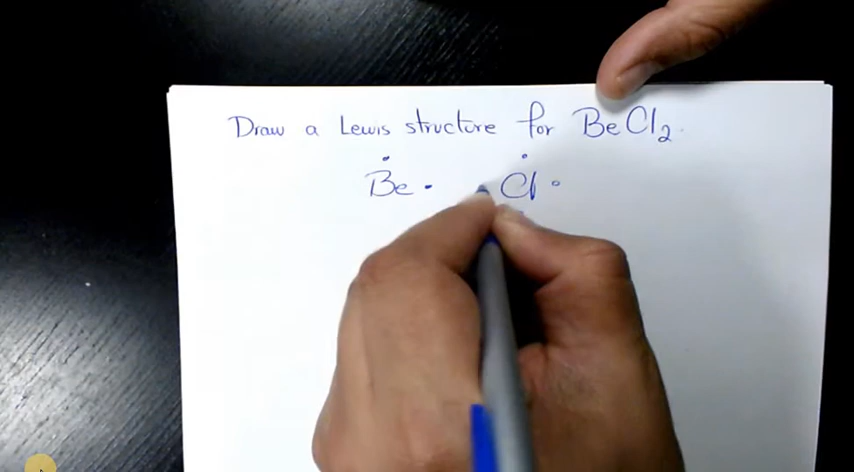 Draw a Lewis structure for BeCl₂.
Be Cl